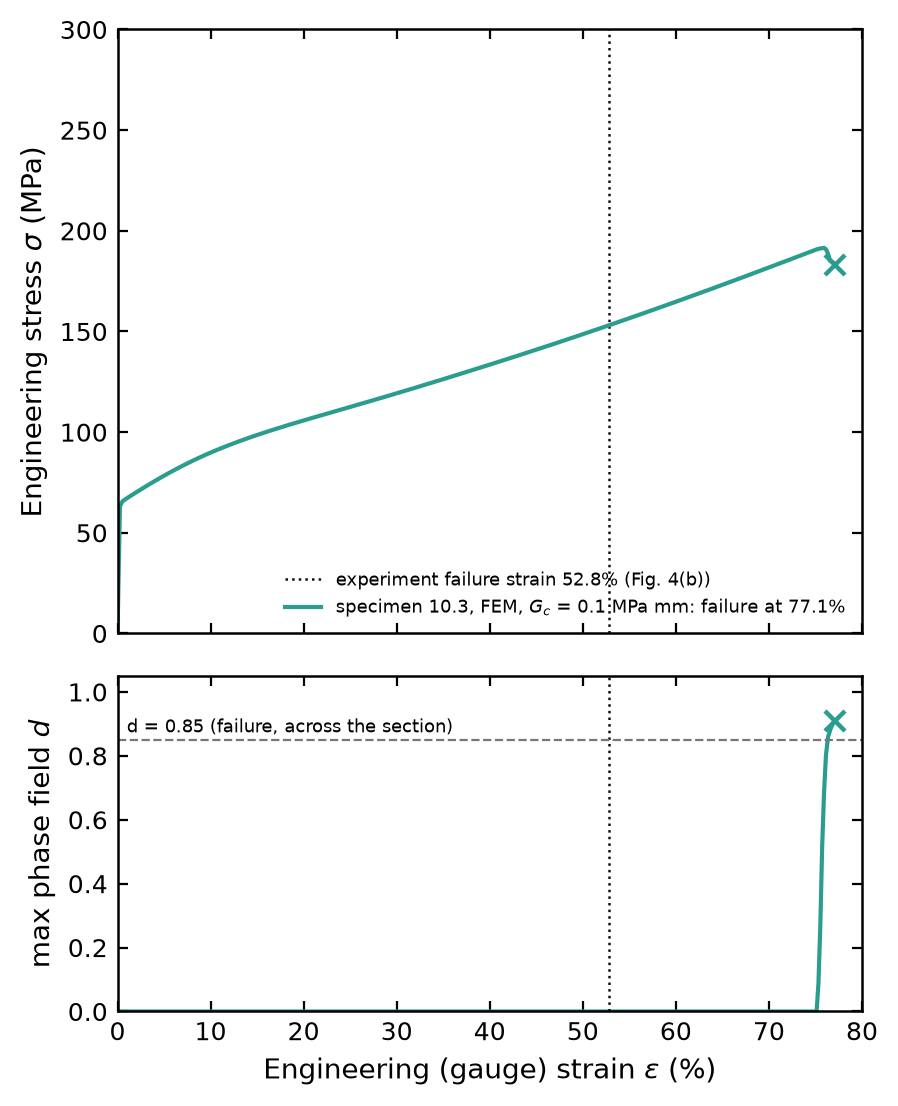 300
250
200
150
100
50
0
Engineering stress σ (MPa)
experiment failure strain 52.8% (Fig. 4(b))
specimen 10.3, FEM, G_c = 0.1 MPa mm: failure at 77.1%
1.0
0.8
0.6
0.4
0.2
0.0
max phase field d
d = 0.85 (failure, across the section)
0 10 20 30 40 50 60 70 80
Engineering (gauge) strain ε (%)